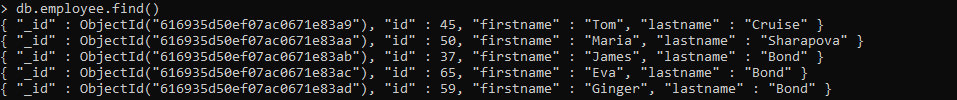 > db.employee.find()
{ "_id" : ObjectId("616935d50ef07ac0671e83a9"), "id" : 45, "firstname" : "Tom", "lastname" : "Cruise" }
{ "_id" : ObjectId("616935d50ef07ac0671e83aa"), "id" : 50, "firstname" : "Maria", "lastname" : "Sharapova" }
{ "_id" : ObjectId("616935d50ef07ac0671e83ab"), "id" : 37, "firstname" : "James", "lastname" : "Bond" }
{ "_id" : ObjectId("616935d50ef07ac0671e83ac"), "id" : 65, "firstname" : "Eva", "lastname" : "Bond" }
{ "_id" : ObjectId("616935d50ef07ac0671e83ad"), "id" : 59, "firstname" : "Ginger", "lastname" : "Bond" }